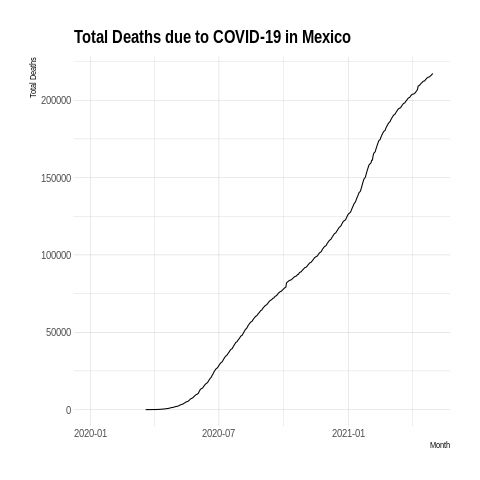 Total Deaths due to COVID-19 in Mexico
Total Deaths
200000
150000
100000
50000
0
2020-01 2020-07 2021-01
Month